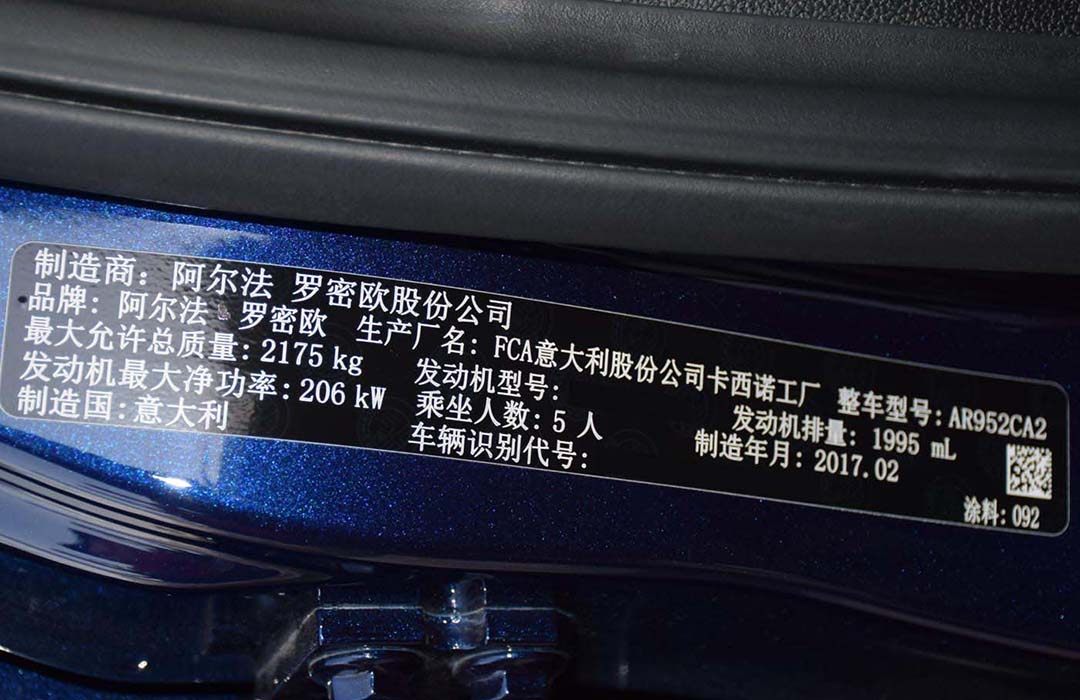 制造商：阿尔法 罗密欧股份公司
品牌：阿尔法·罗密欧 生产厂名：FCA意大利股份公司卡西诺工厂 整车型号：AR952CA2
最大允许总质量：2175 kg 发动机型号： 发动机排量：1995 mL
发动机最大净功率：206 kW 乘坐人数：5 人 制造年月：2017.02
制造国：意大利 车辆识别代号：
涂料：092